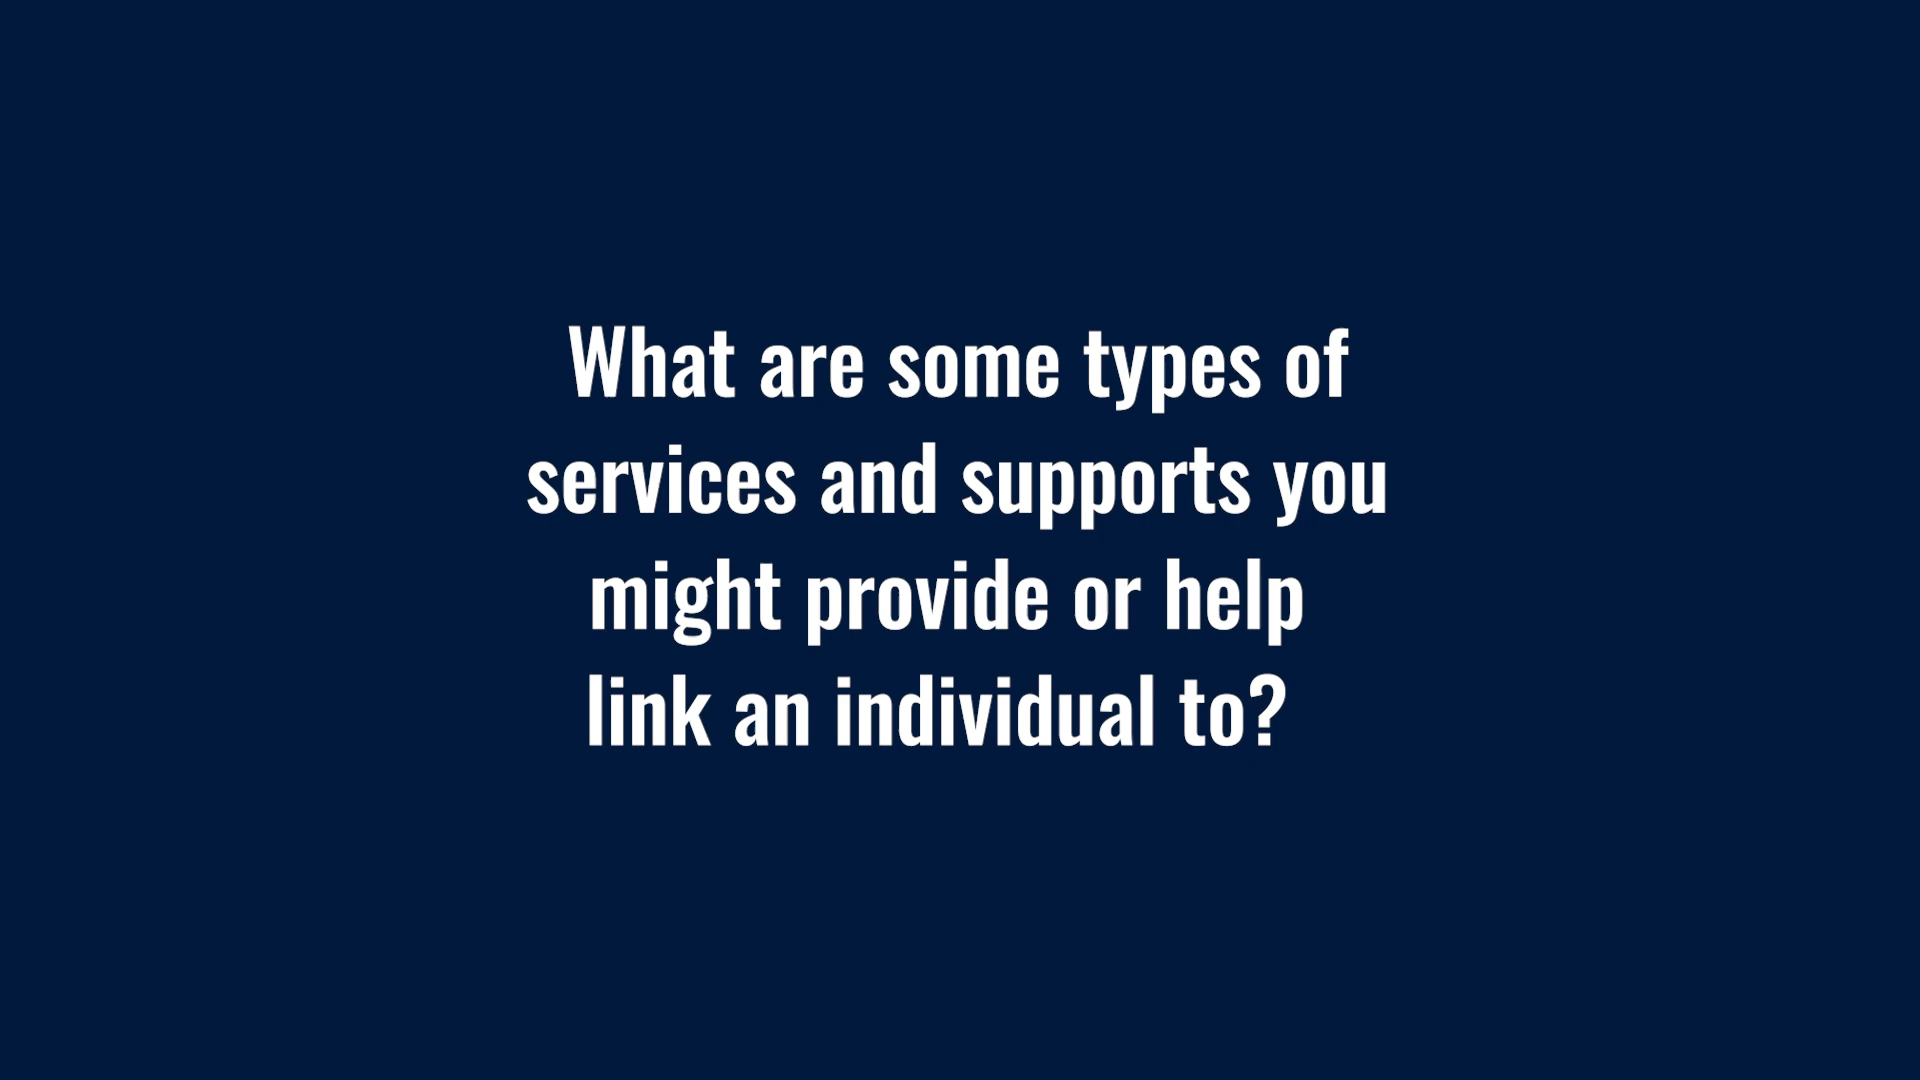 What are some types of
services and supports you
might provide or help
link an individual to?